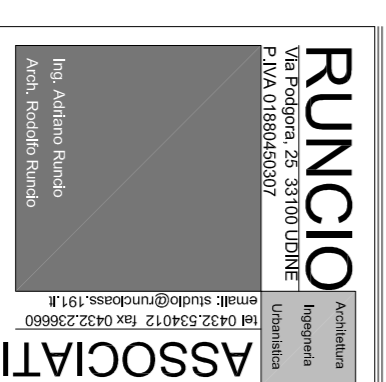 RUNCIO
Via Podgora, 25 33100 UDINE
P.IVA 01880450307
Ing. Adriano Runcio
Arch. Rodolfo Runcio
Architettura
Ingegneria
Urbanistica
ASSOCIATI
tel 0432.534012 fax 0432.236660
email: studio@runcioass.191.it